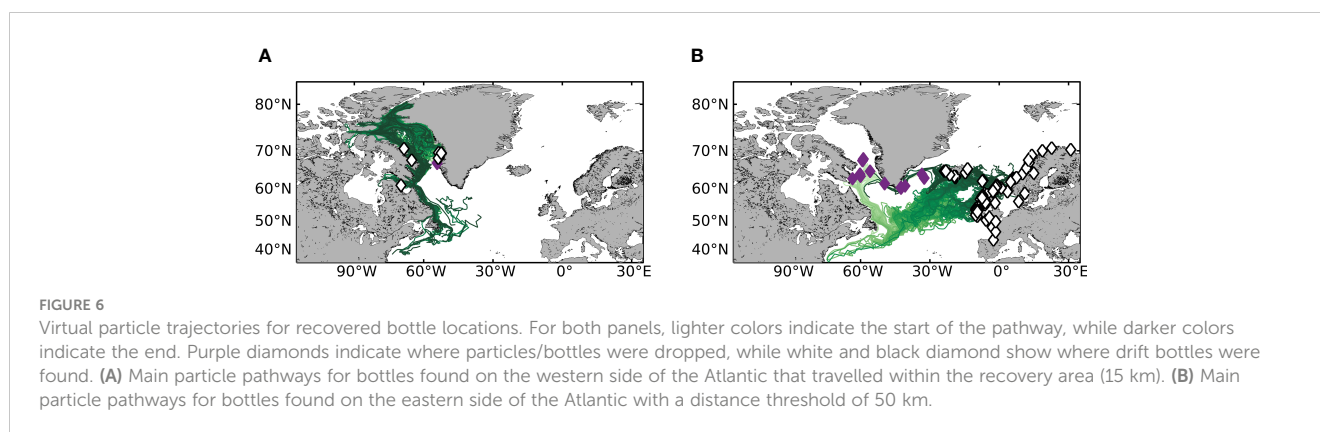 A
B
80°N
70°N
60°N
50°N
40°N
90°W 60°W 30°W 0° 30°E
80°N
70°N
60°N
50°N
40°N
90°W 60°W 30°W 0° 30°E
FIGURE 6
Virtual particle trajectories for recovered bottle locations. For both panels, lighter colors indicate the start of the pathway, while darker colors
indicate the end. Purple diamonds indicate where particles/bottles were dropped, while white and black diamond show where drift bottles were
found. (A) Main particle pathways for bottles found on the western side of the Atlantic that travelled within the recovery area (15 km). (B) Main
particle pathways for bottles found on the eastern side of the Atlantic with a distance threshold of 50 km.